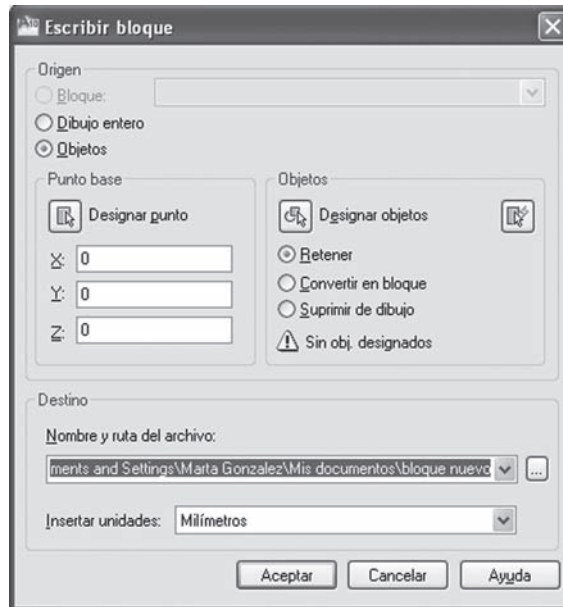 Escribir bloque
Origen
Bloque:
Dibujo entero
Objetos
Punto base
Designar punto
X: 0
Y: 0
Z: 0
Objetos
Designar objetos
Retener
Convertir en bloque
Suprimir de dibujo
Sin obj. designados
Destino
Nombre y ruta del archivo:
ments and Settings\Marta Gonzalez\Mis documentos\bloque nuevo
...
Insertar unidades: Milímetros
Aceptar Cancelar Ayuda